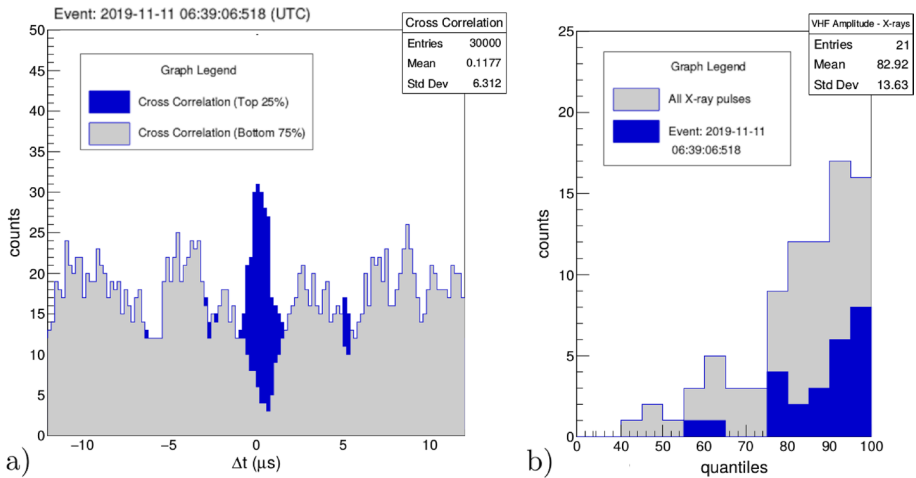 Event: 2019-11-11 06:39:06:518 (UTC)
Cross Correlation
Entries 30000
Mean 0.1177
Std Dev 6.312
Graph Legend
Cross Correlation (Top 25%)
Cross Correlation (Bottom 75%)
50
45
40
35
30
25
20
15
10
5
0
counts
−10 −5 0 5 10
Δt (μs)
a)
VHF Amplitude - X-rays
Entries 21
Mean 82.92
Std Dev 13.63
Graph Legend
All X-ray pulses
Event: 2019-11-11
06:39:06:518
25
20
15
10
5
0
counts
0 40 50 60 70 80 90 100
quantiles
b)